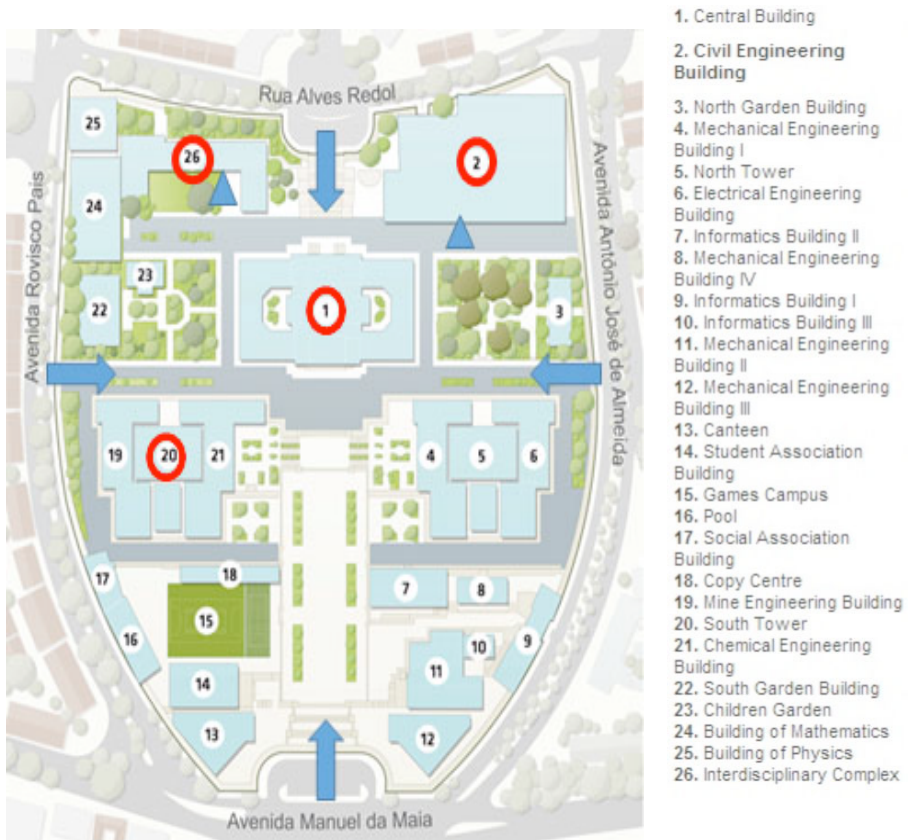 Rua Alves Redol
25
26
2
24
23
22
1
3
Avenida Rovisco Pais
Avenida António José de Almeida
19
20
21
4
5
6
17
18
7
8
16
15
9
10
11
14
13
12
Avenida Manuel da Maia
1. Central Building
2. Civil Engineering
Building
3. North Garden Building
4. Mechanical Engineering
Building I
5. North Tower
6. Electrical Engineering
Building
7. Informatics Building II
8. Mechanical Engineering
Building IV
9. Informatics Building I
10. Informatics Building III
11. Mechanical Engineering
Building II
12. Mechanical Engineering
Building III
13. Canteen
14. Student Association
Building
15. Games Campus
16. Pool
17. Social Association
Building
18. Copy Centre
19. Mine Engineering Building
20. South Tower
21. Chemical Engineering
Building
22. South Garden Building
23. Children Garden
24. Building of Mathematics
25. Building of Physics
26. Interdisciplinary Complex